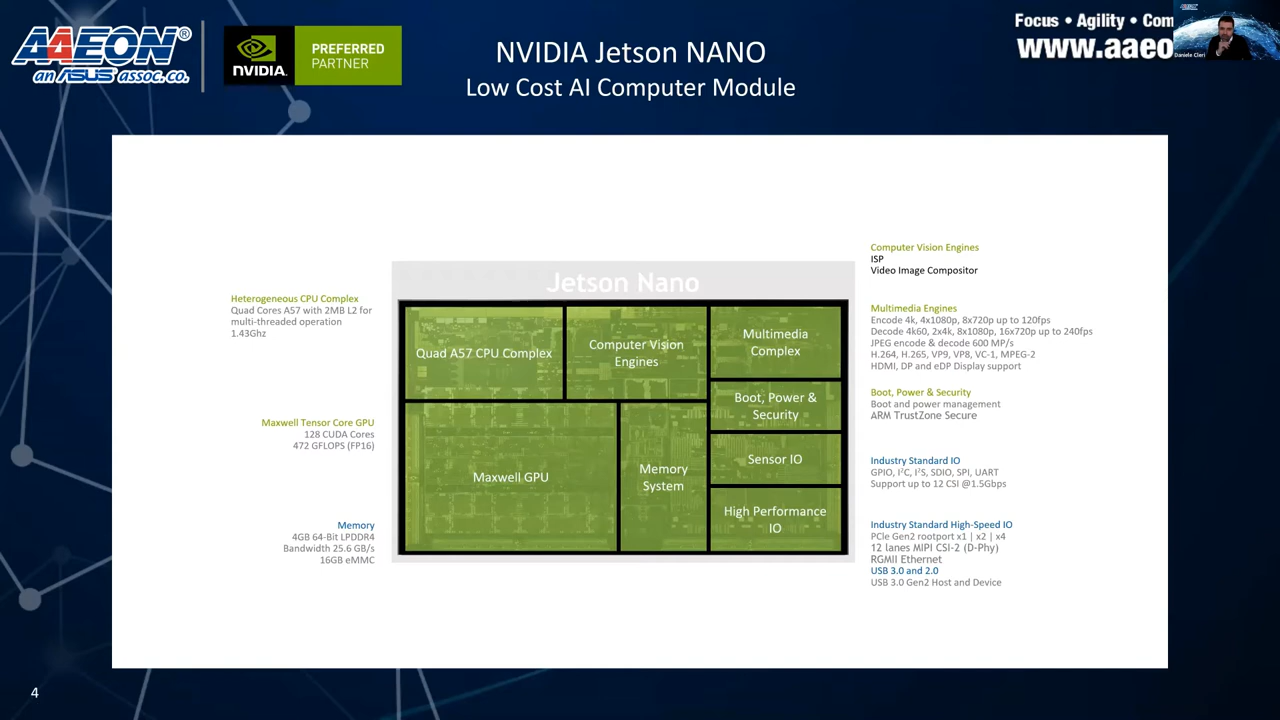 AAEON®
an ASUS assoc.co.
NVIDIA.
PREFERRED
PARTNER
NVIDIA Jetson NANO
Low Cost AI Computer Module
Focus • Agility • Com
www.aaeo
Daniele Cleri
Heterogeneous CPU Complex
Quad Cores A57 with 2MB L2 for
multi-threaded operation
1.43Ghz
Maxwell Tensor Core GPU
128 CUDA Cores
472 GFLOPS (FP16)
Memory
4GB 64-Bit LPDDR4
Bandwidth 25.6 GB/s
16GB eMMC
Jetson Nano
Quad A57 CPU Complex
Computer Vision
Engines
Multimedia
Complex
Boot, Power &
Security
Maxwell GPU
Memory
System
Sensor IO
High Performance
IO
Computer Vision Engines
ISP
Video Image Compositor
Multimedia Engines
Encode 4k, 4x1080p, 8x720p up to 120fps
Decode 4k60, 2x4k, 8x1080p, 16x720p up to 240fps
JPEG encode & decode 600 MP/s
H.264, H.265, VP9, VP8, VC-1, MPEG-2
HDMI, DP and eDP Display support
Boot, Power & Security
Boot and power management
ARM TrustZone Secure
Industry Standard IO
GPIO, I²C, I²S, SDIO, SPI, UART
Support up to 12 CSI @1.5Gbps
Industry Standard High-Speed IO
PCIe Gen2 rootport x1 | x2 | x4
12 lanes MIPI CSI-2 (D-Phy)
RGMII Ethernet
USB 3.0 and 2.0
USB 3.0 Gen2 Host and Device
4